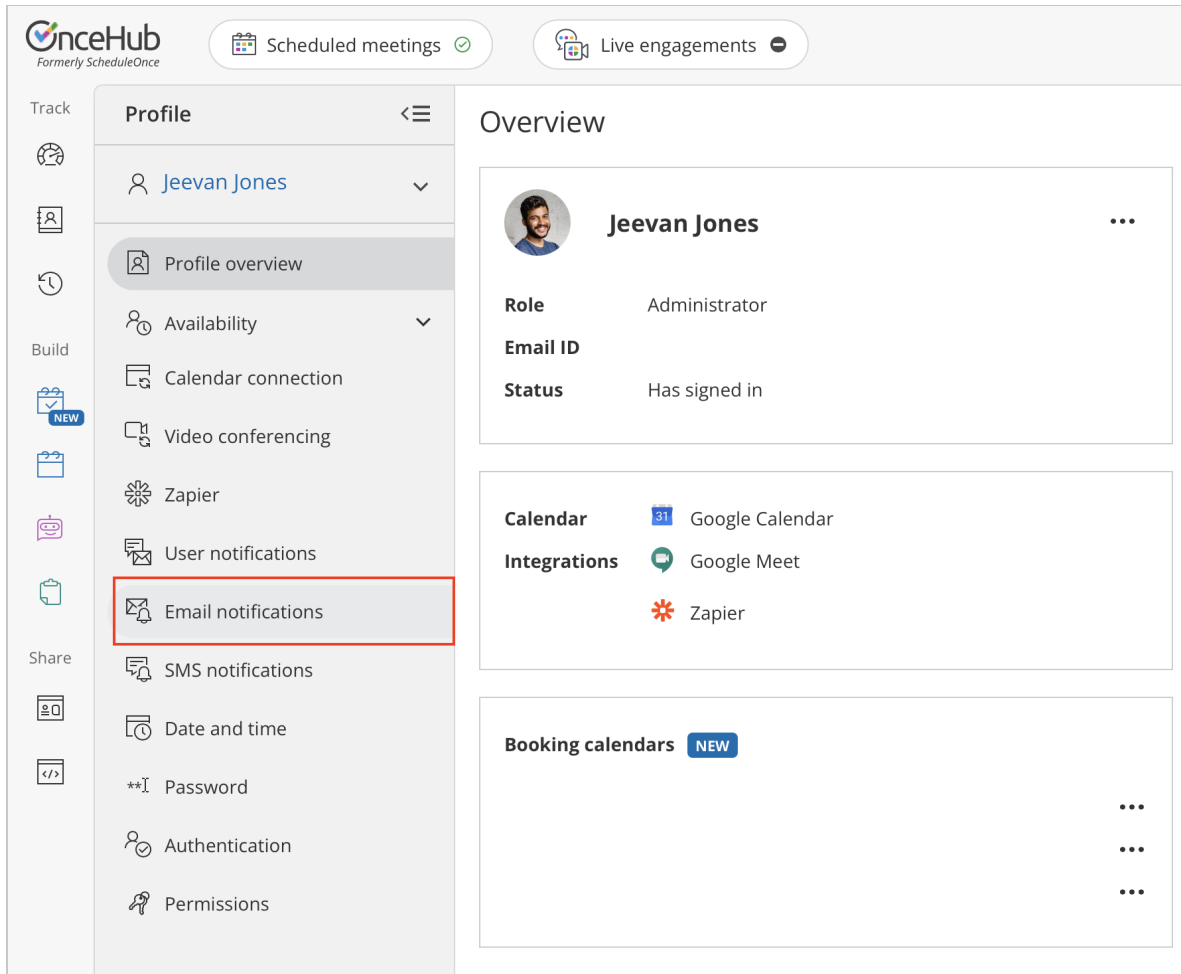 OnceHub
Formerly ScheduleOnce
Scheduled meetings
Live engagements
Track
Build
NEW
Share
Profile
Jeevan Jones
Profile overview
Availability
Calendar connection
Video conferencing
Zapier
User notifications
Email notifications
SMS notifications
Date and time
**I Password
Authentication
Permissions
Overview
Jeevan Jones
Role Administrator
Email ID
Status Has signed in
Calendar 31 Google Calendar
Integrations Google Meet
Zapier
Booking calendars NEW